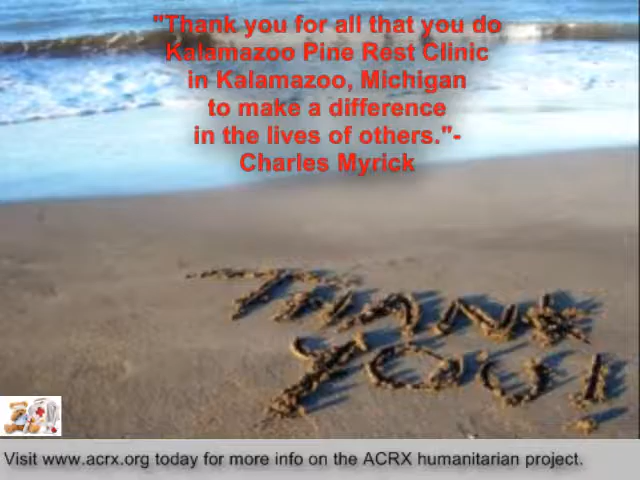 "Thank you for all that you do
Kalamazoo Pine Rest Clinic
in Kalamazoo, Michigan
to make a difference
in the lives of others."-
Charles Myrick
THANK
YOU!
Visit www.acrx.org today for more info on the ACRX humanitarian project.